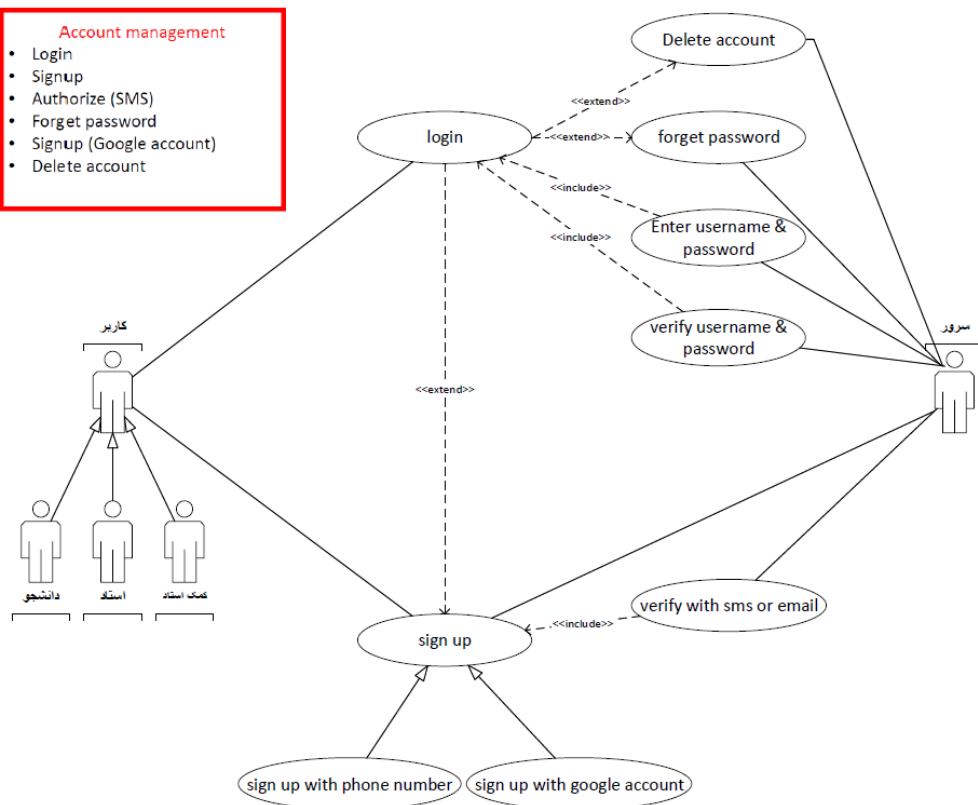 Account management
• Login
• Signup
• Authorize (SMS)
• Forget password
• Signup (Google account)
• Delete account
Delete account
<<extend>>
login
<<extend>>
forget password
<<include>>
Enter username &
password
<<include>>
verify username &
password
کاربر
سرور
<<extend>>
دانشجو
استاد
کمک استاد
verify with sms or email
<<include>>
sign up
sign up with phone number
sign up with google account